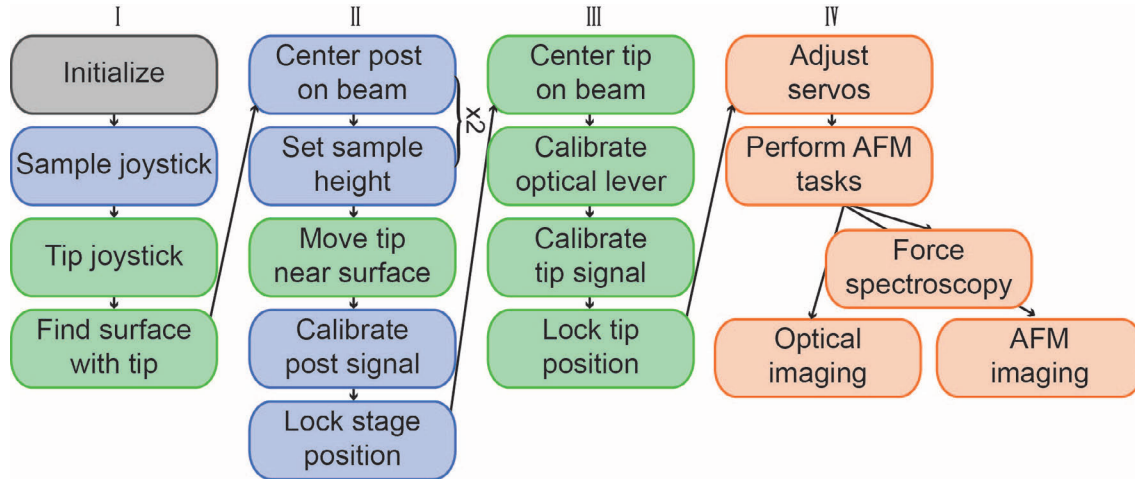 I
Initialize
Sample joystick
Tip joystick
Find surface
with tip
II
Center post
on beam
x2
Set sample
height
Move tip
near surface
Calibrate
post signal
Lock stage
position
III
Center tip
on beam
Calibrate
optical lever
Calibrate
tip signal
Lock tip
position
IV
Adjust
servos
Perform AFM
tasks
Force
spectroscopy
Optical
imaging
AFM
imaging